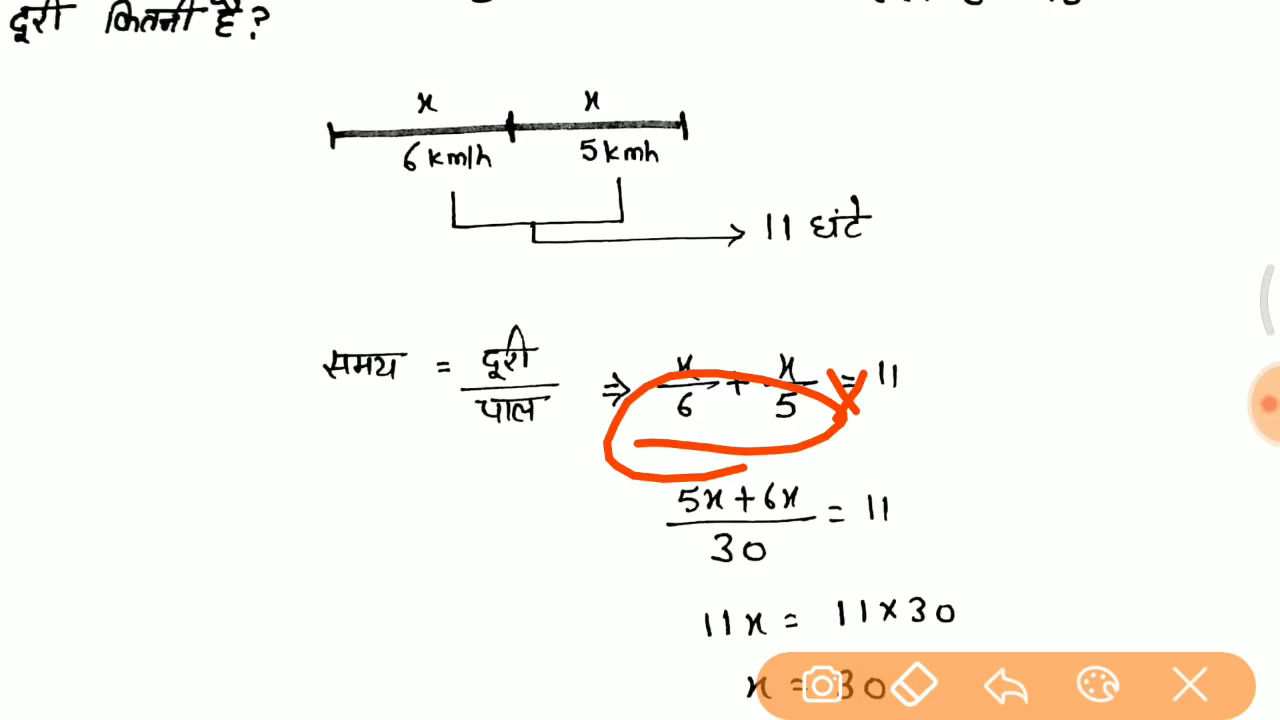 दूरी कितनी है?
x x
6 km/h 5 kmh
11 घंटे
समय = दूरी/चाल ⇒ x/6 + x/5 = 11
(5x + 6x)/30 = 11
11x = 11 × 30
x = 30